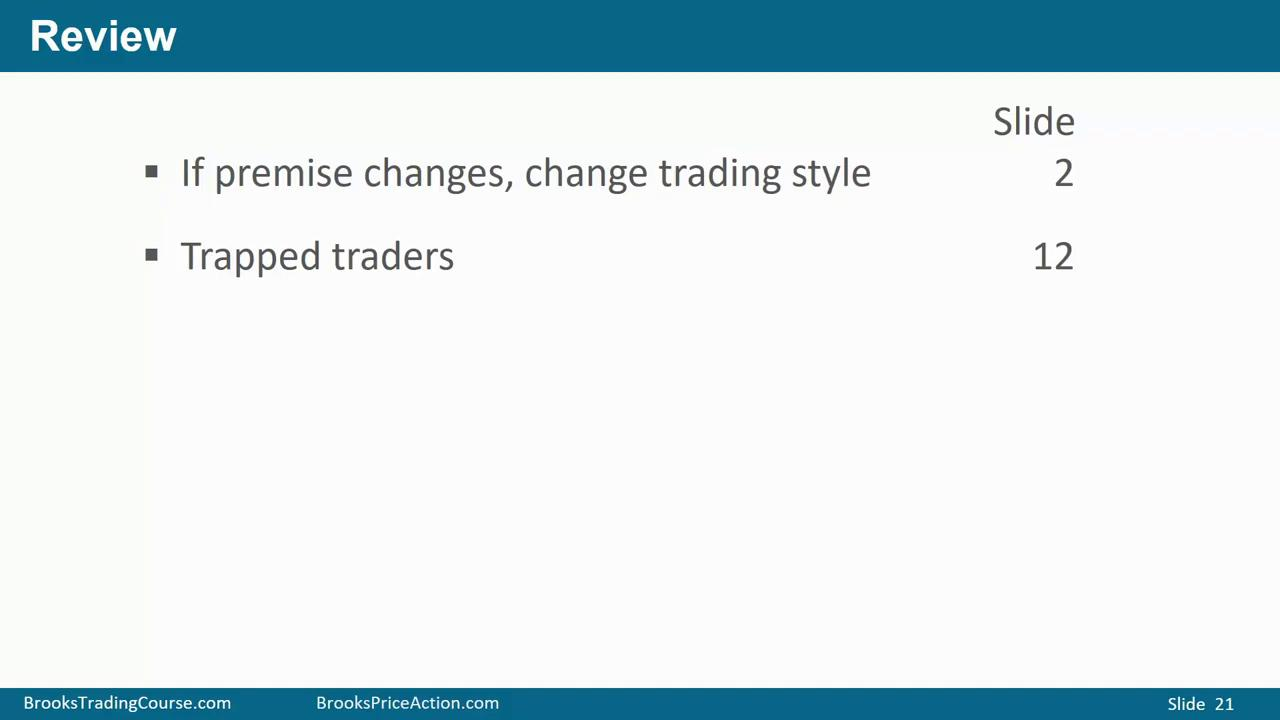 Review
Slide
▪ If premise changes, change trading style 2
▪ Trapped traders 12
BrooksTradingCourse.com BrooksPriceAction.com Slide 21